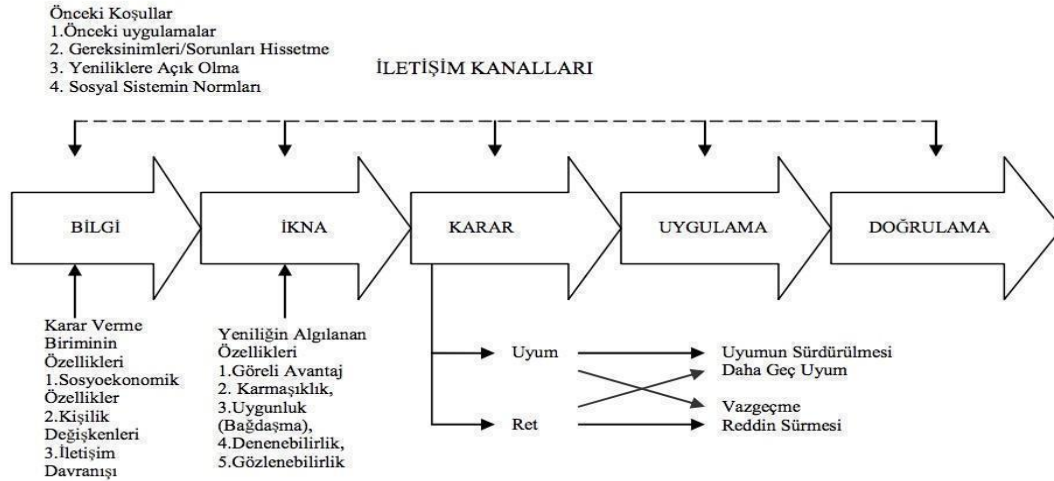 Önceki Koşullar
1.Önceki uygulamalar
2. Gereksinimleri/Sorunları Hissetme
3. Yeniliklere Açık Olma
4. Sosyal Sistemin Normları
İLETİŞİM KANALLARI
BİLGİ
İKNA
KARAR
UYGULAMA
DOĞRULAMA
Karar Verme
Biriminin
Özellikleri
1.Sosyoekonomik
Özellikler
2.Kişilik
Değişkenleri
3.İletişim
Davranışı
Yeniliğin Algılanan
Özellikleri
1.Göreli Avantaj
2. Karmaşıklık,
3.Uygunluk
(Bağdaşma),
4.Denenebilirlik,
5.Gözlenebilirlik
Uyum
Ret
Uyumun Sürdürülmesi
Daha Geç Uyum
Vazgeçme
Reddin Sürmesi